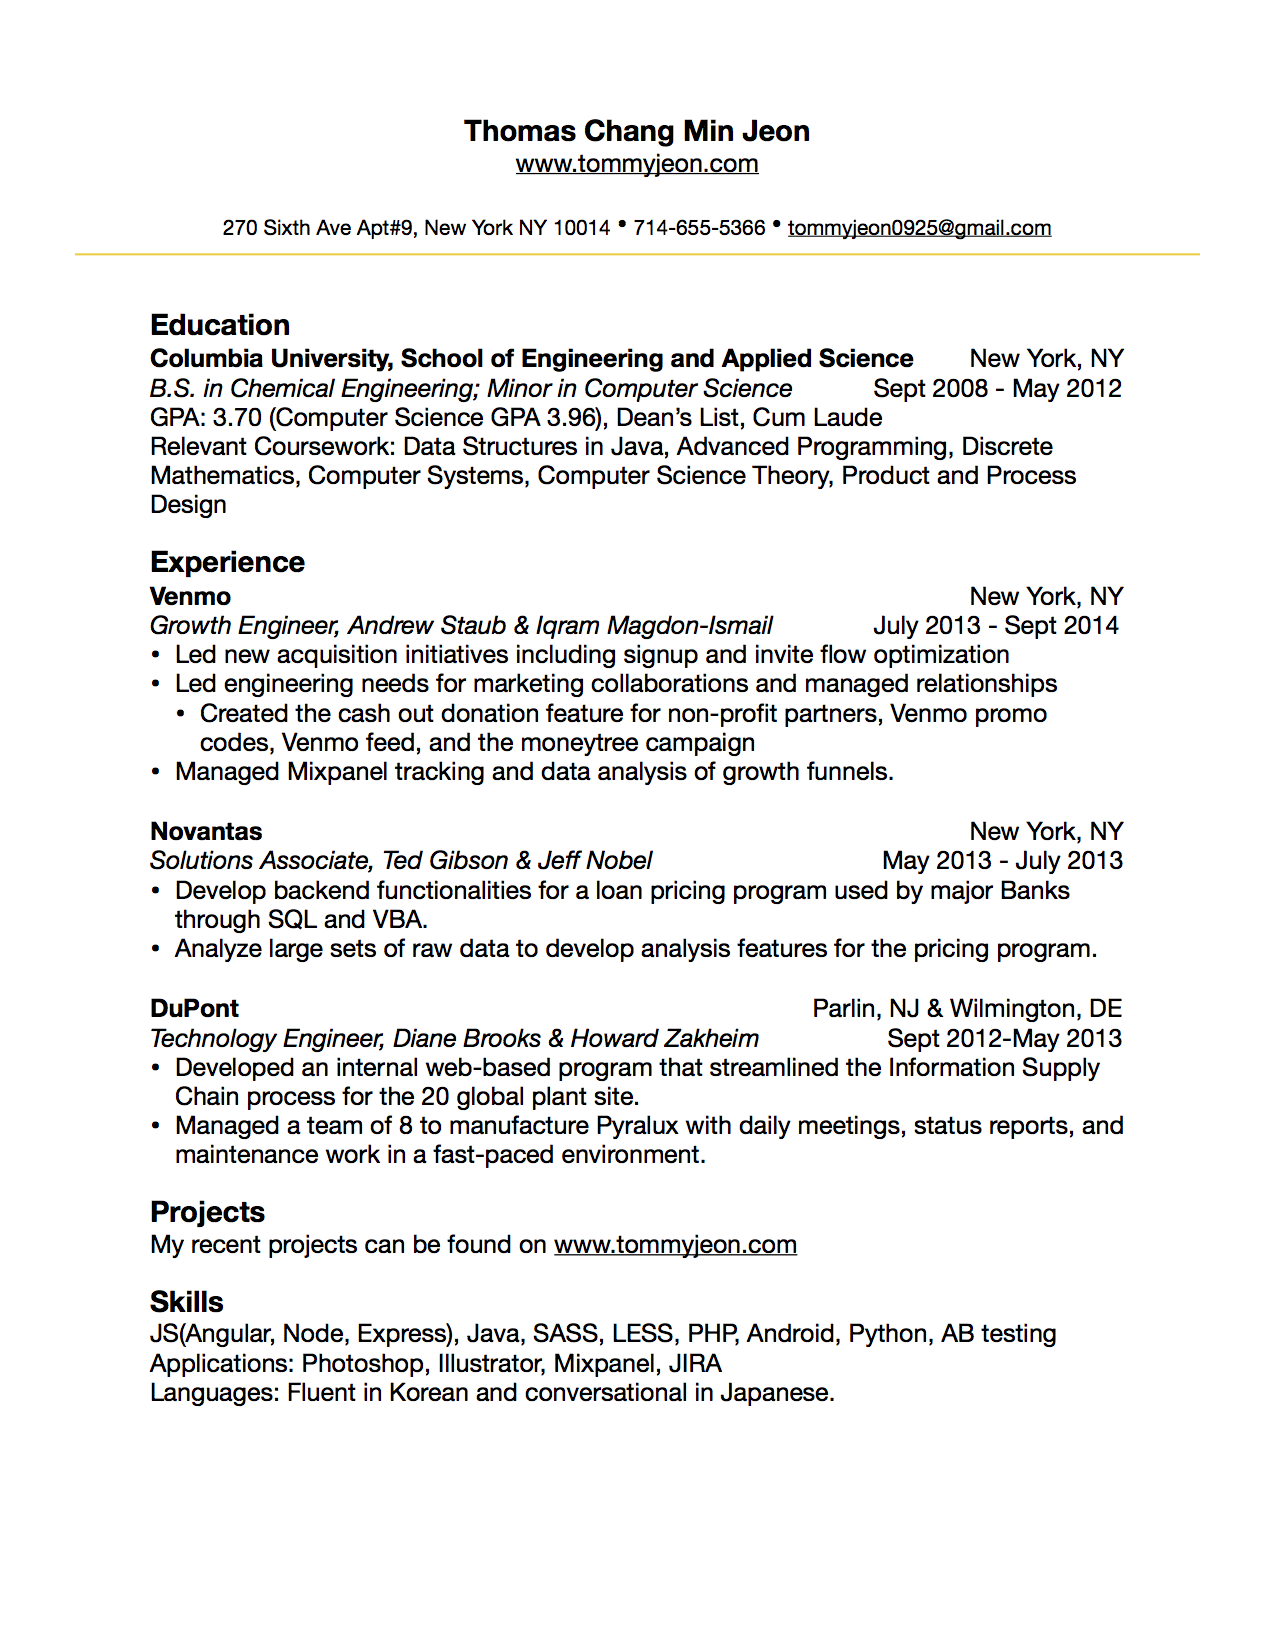 Thomas Chang Min Jeon
www.tommyjeon.com
270 Sixth Ave Apt#9, New York NY 10014 • 714-655-5366 • tommyjeon0925@gmail.com
Education
Columbia University, School of Engineering and Applied Science New York, NY
B.S. in Chemical Engineering; Minor in Computer Science Sept 2008 - May 2012
GPA: 3.70 (Computer Science GPA 3.96), Dean’s List, Cum Laude
Relevant Coursework: Data Structures in Java, Advanced Programming, Discrete
Mathematics, Computer Systems, Computer Science Theory, Product and Process
Design
Experience
Venmo New York, NY
Growth Engineer, Andrew Staub & Iqram Magdon-Ismail July 2013 - Sept 2014
• Led new acquisition initiatives including signup and invite flow optimization
• Led engineering needs for marketing collaborations and managed relationships
• Created the cash out donation feature for non-profit partners, Venmo promo
codes, Venmo feed, and the moneytree campaign
• Managed Mixpanel tracking and data analysis of growth funnels.
Novantas New York, NY
Solutions Associate, Ted Gibson & Jeff Nobel May 2013 - July 2013
• Develop backend functionalities for a loan pricing program used by major Banks
through SQL and VBA.
• Analyze large sets of raw data to develop analysis features for the pricing program.
DuPont Parlin, NJ & Wilmington, DE
Technology Engineer, Diane Brooks & Howard Zakheim Sept 2012-May 2013
• Developed an internal web-based program that streamlined the Information Supply
Chain process for the 20 global plant site.
• Managed a team of 8 to manufacture Pyralux with daily meetings, status reports, and
maintenance work in a fast-paced environment.
Projects
My recent projects can be found on www.tommyjeon.com
Skills
JS(Angular, Node, Express), Java, SASS, LESS, PHP, Android, Python, AB testing
Applications: Photoshop, Illustrator, Mixpanel, JIRA
Languages: Fluent in Korean and conversational in Japanese.